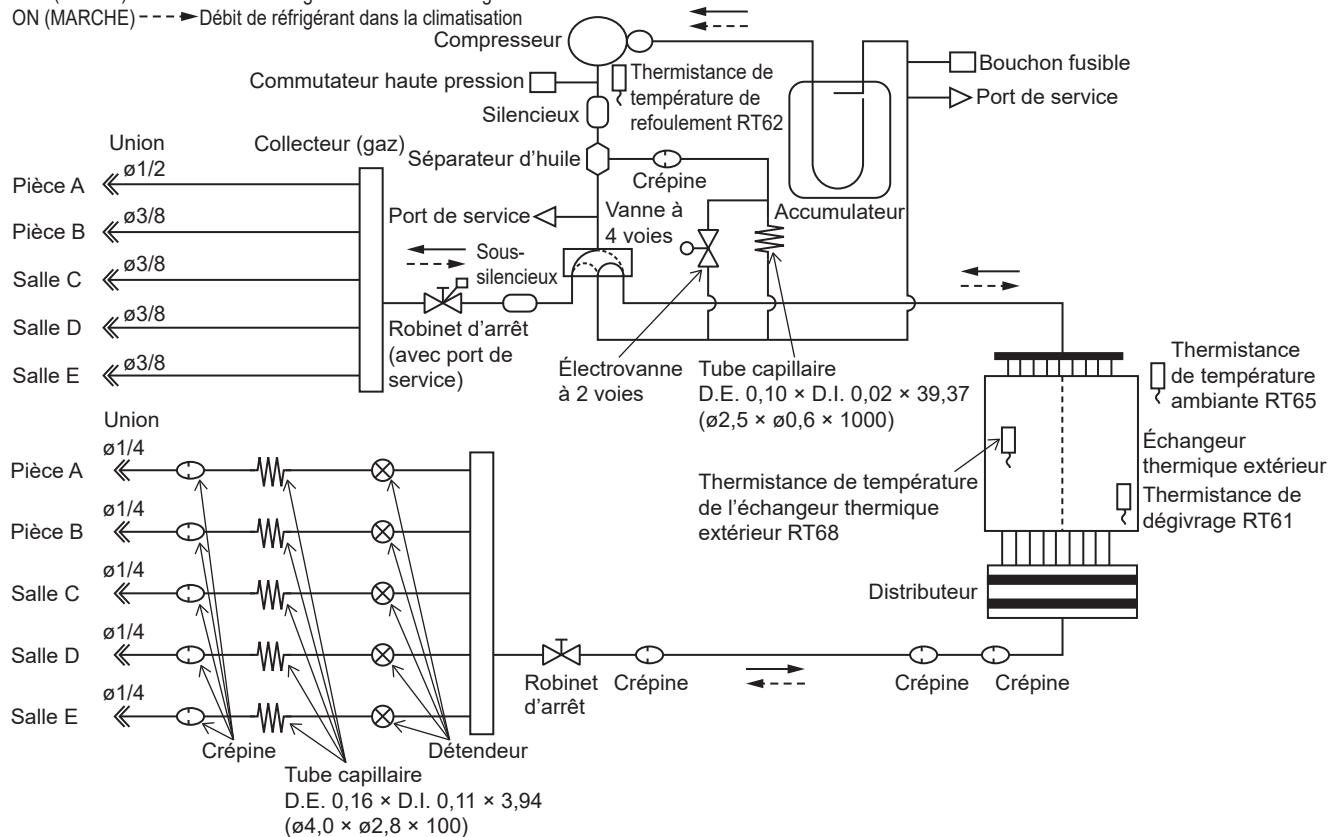 ON (MARCHE) Débit de réfrigérant dans la climatisation
Compresseur
Commutateur haute pression
Thermistance de
température de
refoulement RT62
Silencieux
Bouchon fusible
Port de service
Union
Collecteur (gaz)
Séparateur d'huile
Crépine
Accumulateur
Pièce A ø1/2
Pièce B ø3/8
Salle C ø3/8
Salle D ø3/8
Salle E ø3/8
Port de service
Vanne à
4 voies
Sous-
silencieux
Robinet d'arrêt
(avec port de
service)
Électrovanne
à 2 voies
Tube capillaire
D.E. 0,10 × D.I. 0,02 × 39,37
(ø2,5 × ø0,6 × 1000)
Thermistance
de température
ambiante RT65
Échangeur
thermique extérieur
Thermistance de température
de l'échangeur thermique
extérieur RT68
Thermistance de
dégivrage RT61
Distributeur
Union
Pièce A ø1/4
Pièce B ø1/4
Salle C ø1/4
Salle D ø1/4
Salle E ø1/4
Robinet
d'arrêt
Crépine
Crépine
Crépine
Crépine
Détendeur
Tube capillaire
D.E. 0,16 × D.I. 0,11 × 3,94
(ø4,0 × ø2,8 × 100)